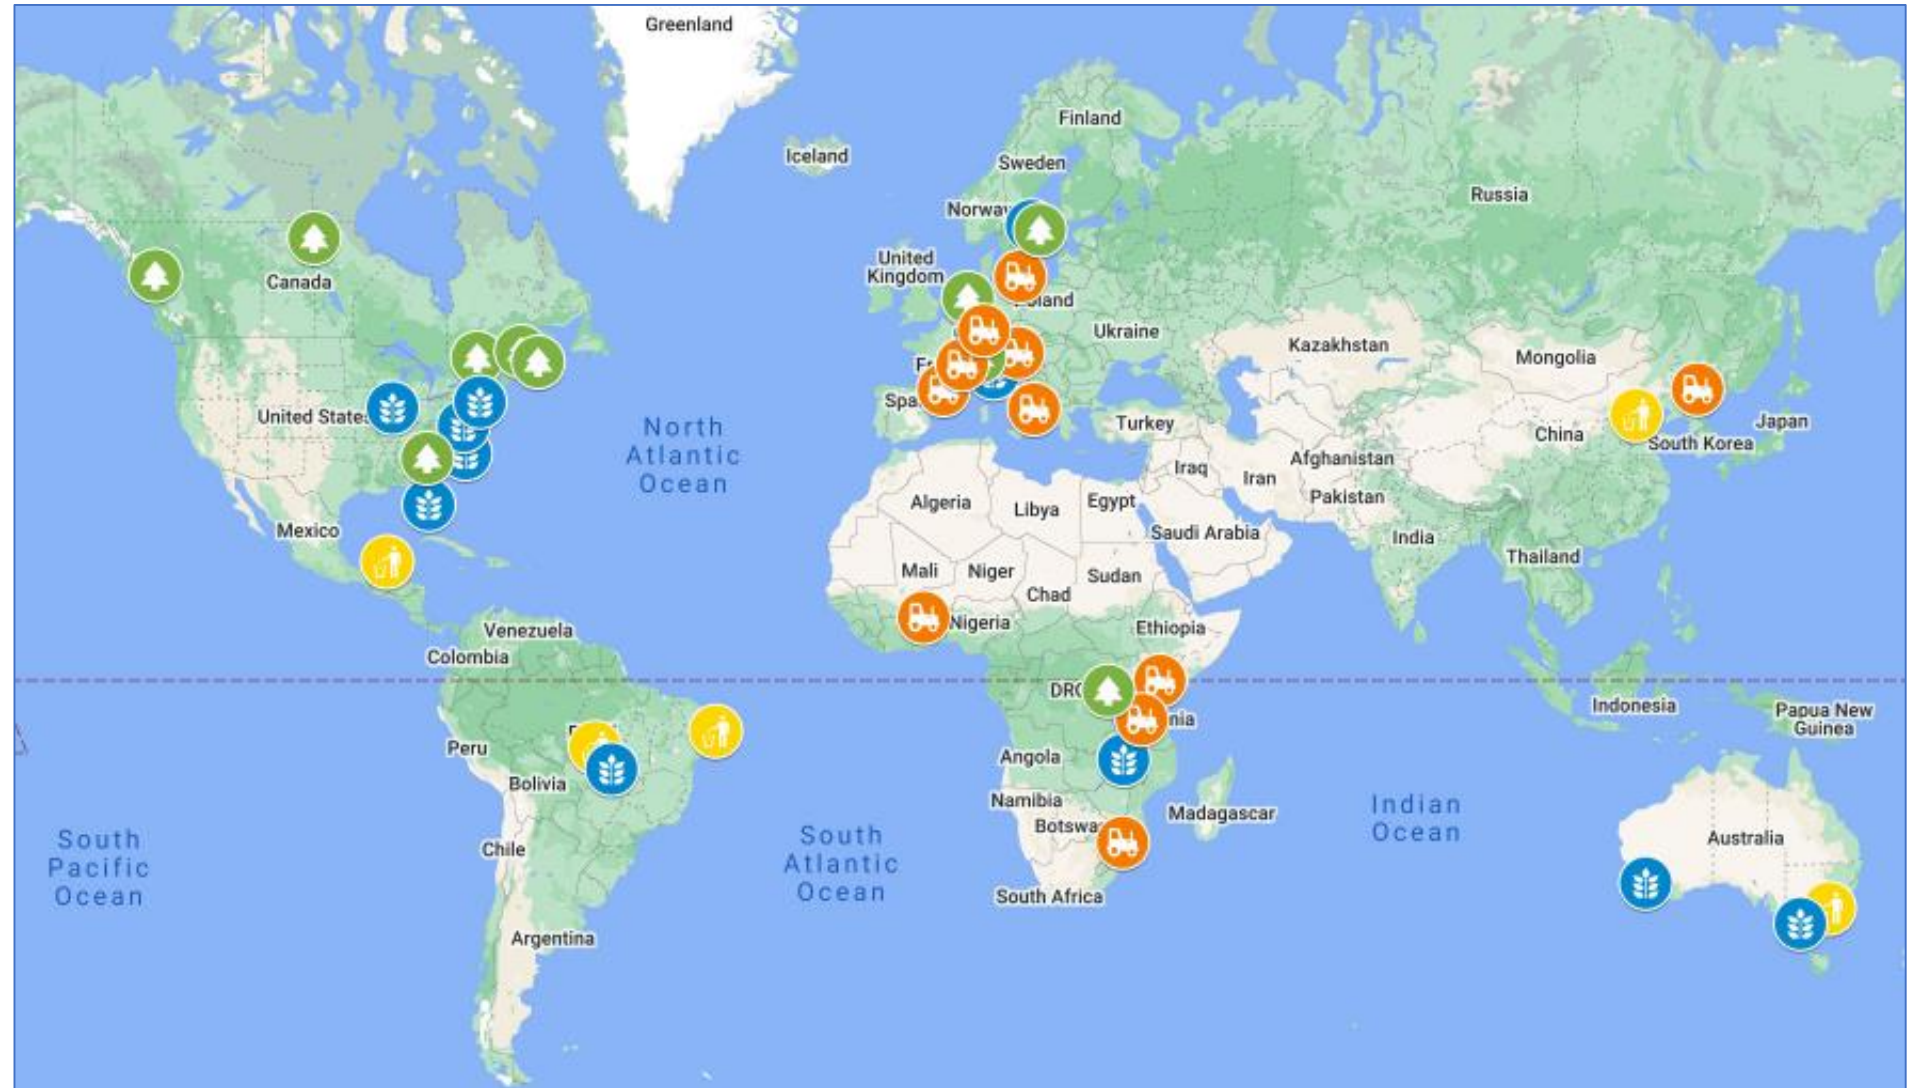 Greenland
Finland
Iceland
Sweden
Russia
Norway
United
Kingdom
Canada
Ukraine
Kazakhstan
Mongolia
United States
North
Atlantic
Ocean
Turkey
China
South Korea
Japan
Iraq
Iran
Afghanistan
Pakistan
Algeria
Libya
Egypt
Saudi Arabia
India
Mexico
Mali
Niger
Chad
Sudan
Thailand
Nigeria
Ethiopia
Venezuela
Colombia
Indonesia
Papua New
Guinea
Peru
Bolivia
Angola
Namibia
Madagascar
Indian
Ocean
South
Pacific
Ocean
Chile
South
Atlantic
Ocean
Australia
South Africa
Argentina